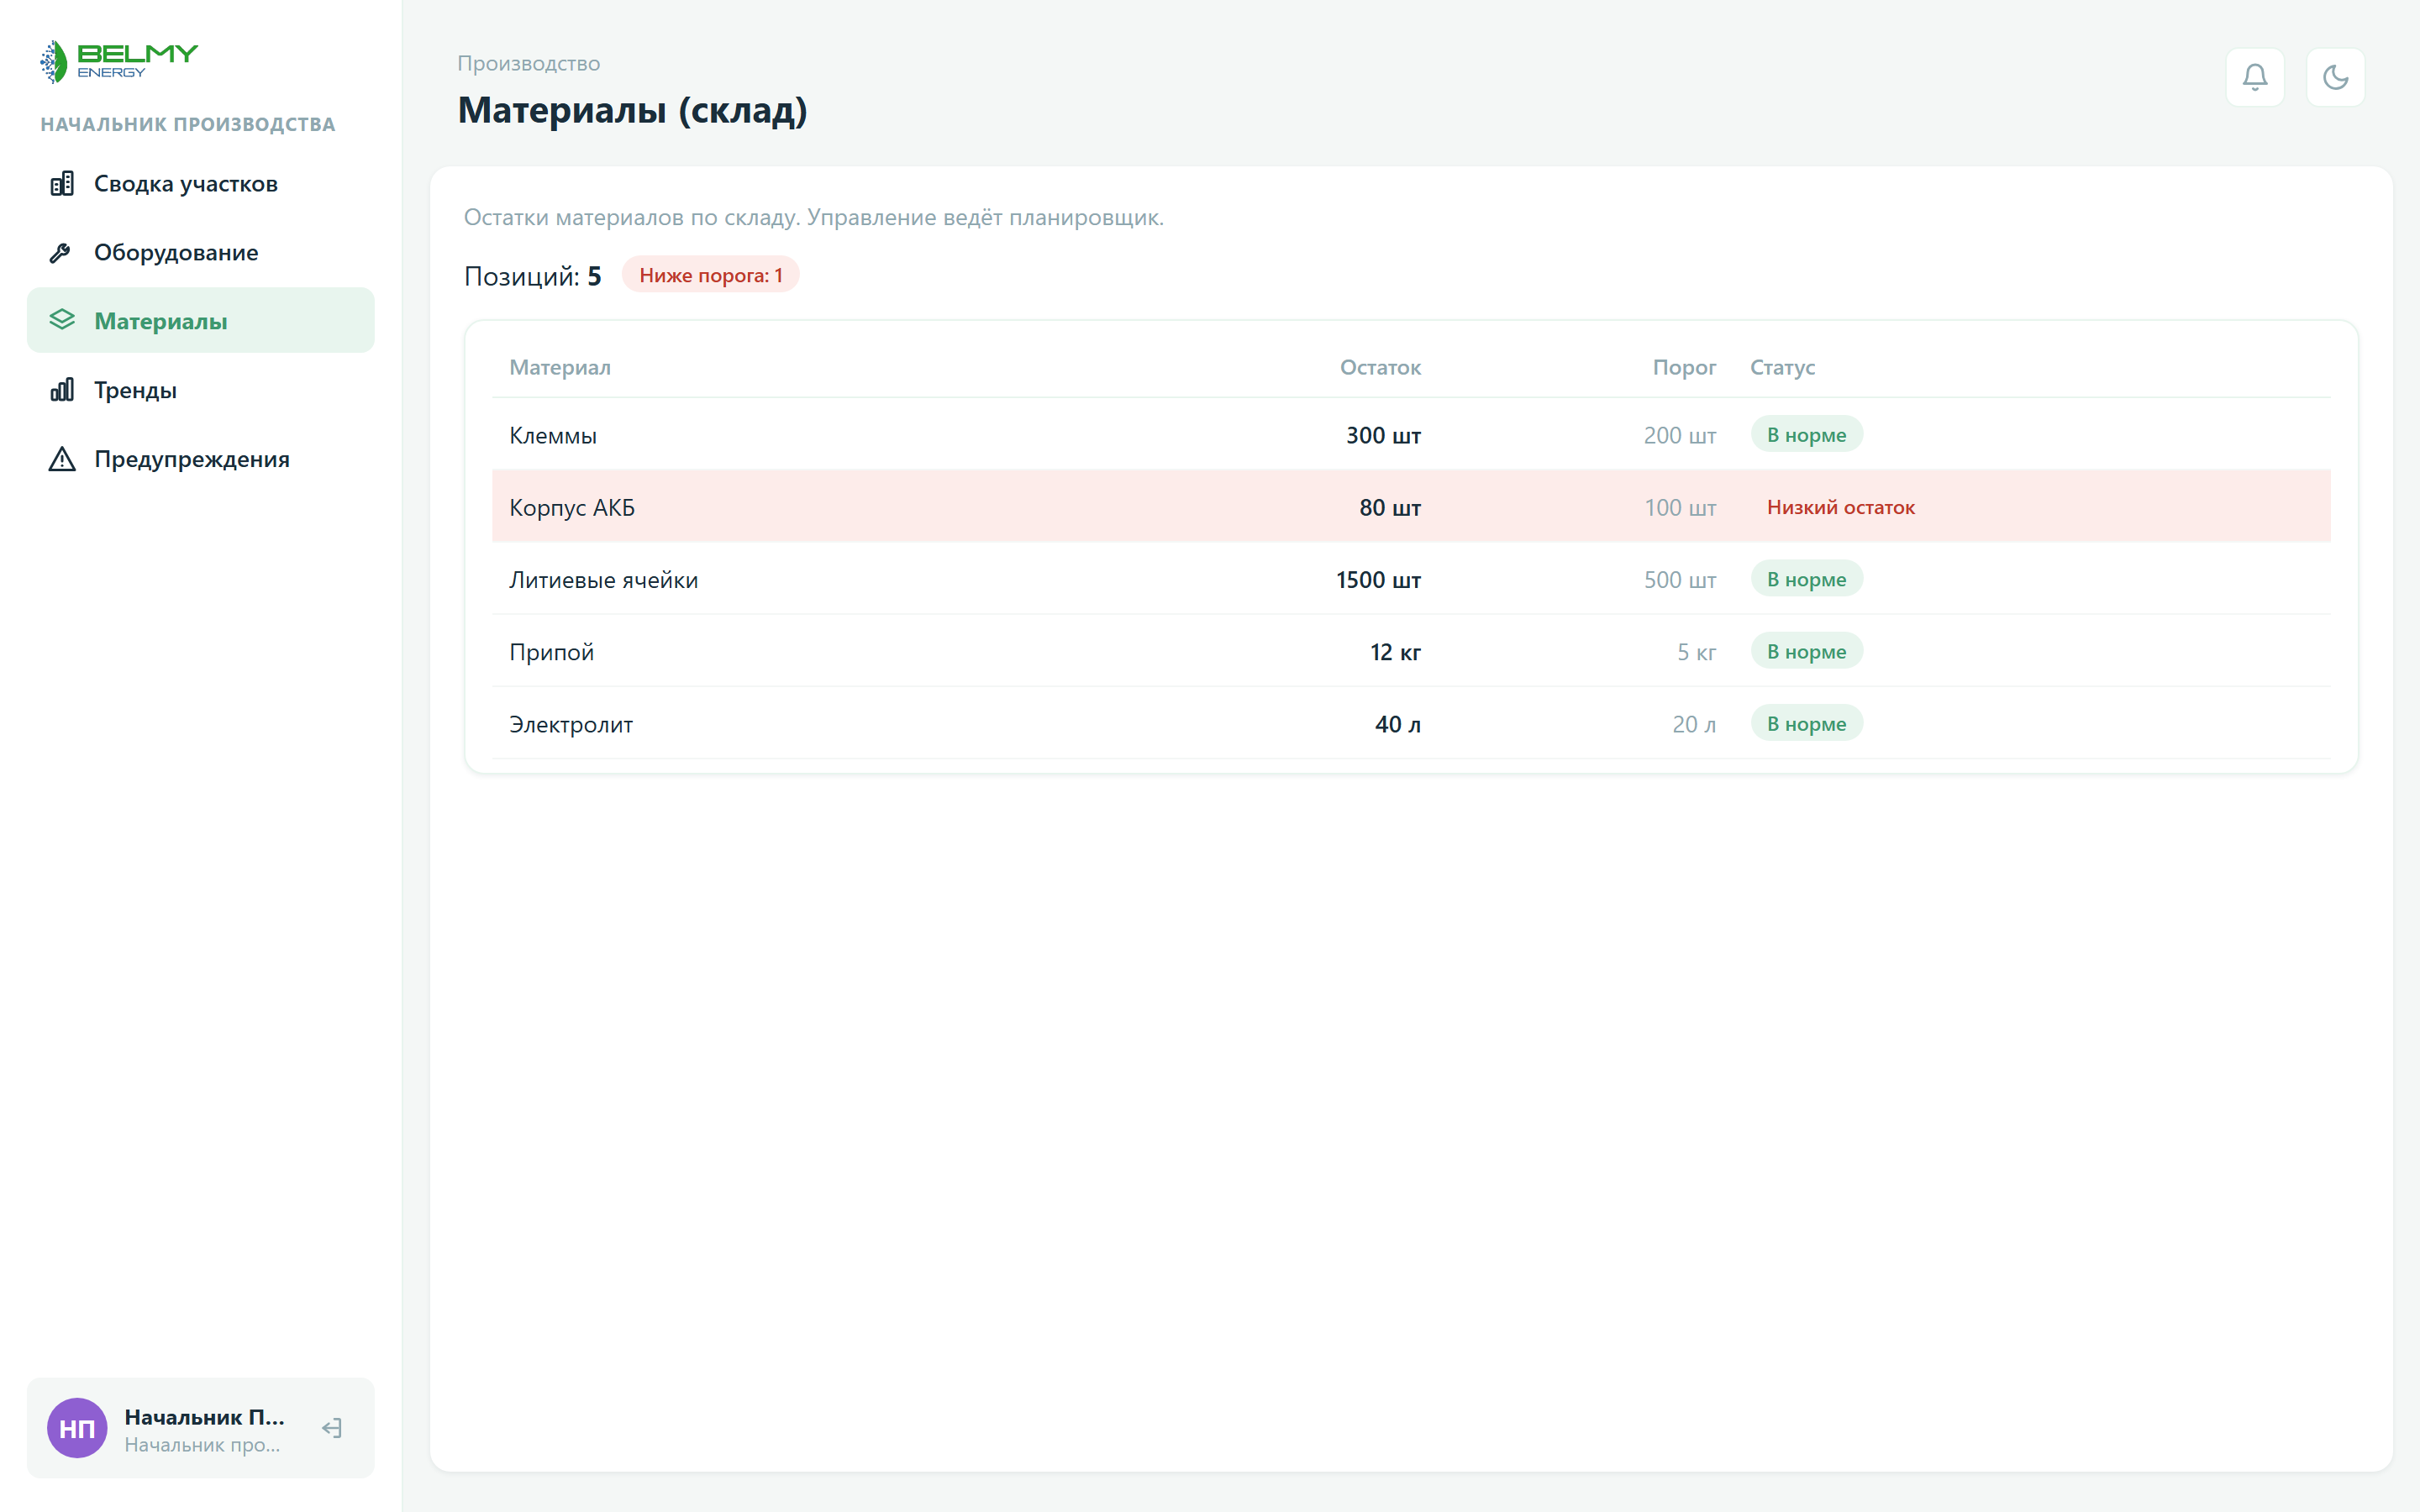 BELMY
ENERGY
НАЧАЛЬНИК ПРОИЗВОДСТВА
Сводка участков
Оборудование
Материалы
Тренды
Предупреждения
НП
Начальник П...
Начальник про...
Производство
Материалы (склад)
Остатки материалов по складу. Управление ведёт планировщик.
Позиций: 5 Ниже порога: 1
Материал Остаток Порог Статус
Клеммы 300 шт 200 шт В норме
Корпус АКБ 80 шт 100 шт Низкий остаток
Литиевые ячейки 1500 шт 500 шт В норме
Припой 12 кг 5 кг В норме
Электролит 40 л 20 л В норме